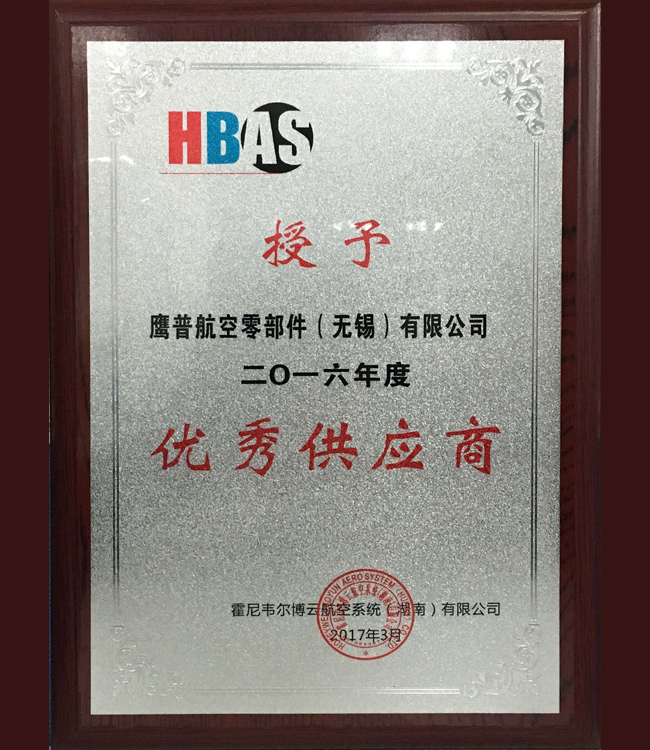 HBAS
授予
鹰普航空零部件（无锡）有限公司
二〇一六年度
优秀供应商
霍尼韦尔博云航空系统（湖南）有限公司
2017年3月